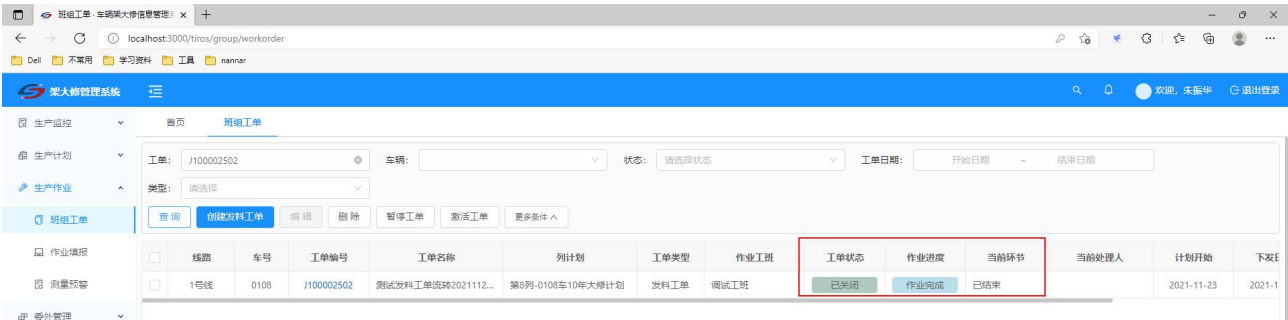 班组工单 - 车辆架大修信息管理
localhost:3000/tiros/group/workorder
Dell 不常用 学习资料 工具 nannar
架大修管理系统 欢迎，朱振华 退出登录
生产监控 首页 班组工单
生产计划 工单： J100002502 车辆： 状态： 请选择状态 工单日期： 开始日期 ~ 结束日期
生产作业 类型： 请选择
班组工单 查询 创建发料工单 编辑 删除 暂停工单 激活工单 更多条件
作业填报 线路 车号 工单编号 工单名称 列计划 工单类型 作业工班 工单状态 作业进度 当前环节 当前处理人 计划开始
测量预警 1号线 0108 J100002502 测试发料工单流转2021112... 第8列-0108车10年大修计划 发料工单 调试工班 已关闭 作业完成 已结束 2021-11-23 2021-1
委外管理